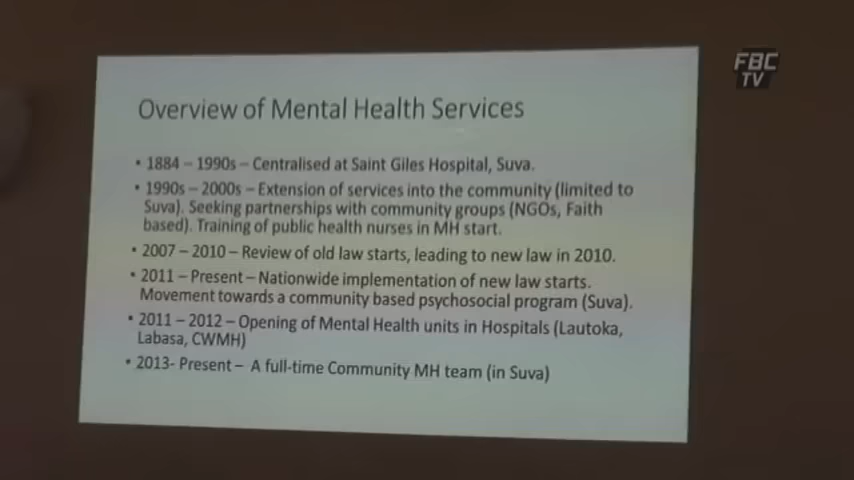 FBC
TV
Overview of Mental Health Services
• 1884 – 1990s – Centralised at Saint Giles Hospital, Suva.
• 1990s – 2000s – Extension of services into the community (limited to
Suva). Seeking partnerships with community groups (NGOs, Faith
based). Training of public health nurses in MH start.
• 2007 – 2010 – Review of old law starts, leading to new law in 2010.
• 2011 – Present – Nationwide implementation of new law starts.
Movement towards a community based psychosocial program (Suva).
• 2011 – 2012 – Opening of Mental Health units in Hospitals (Lautoka,
Labasa, CWMH)
• 2013- Present – A full-time Community MH team (in Suva)